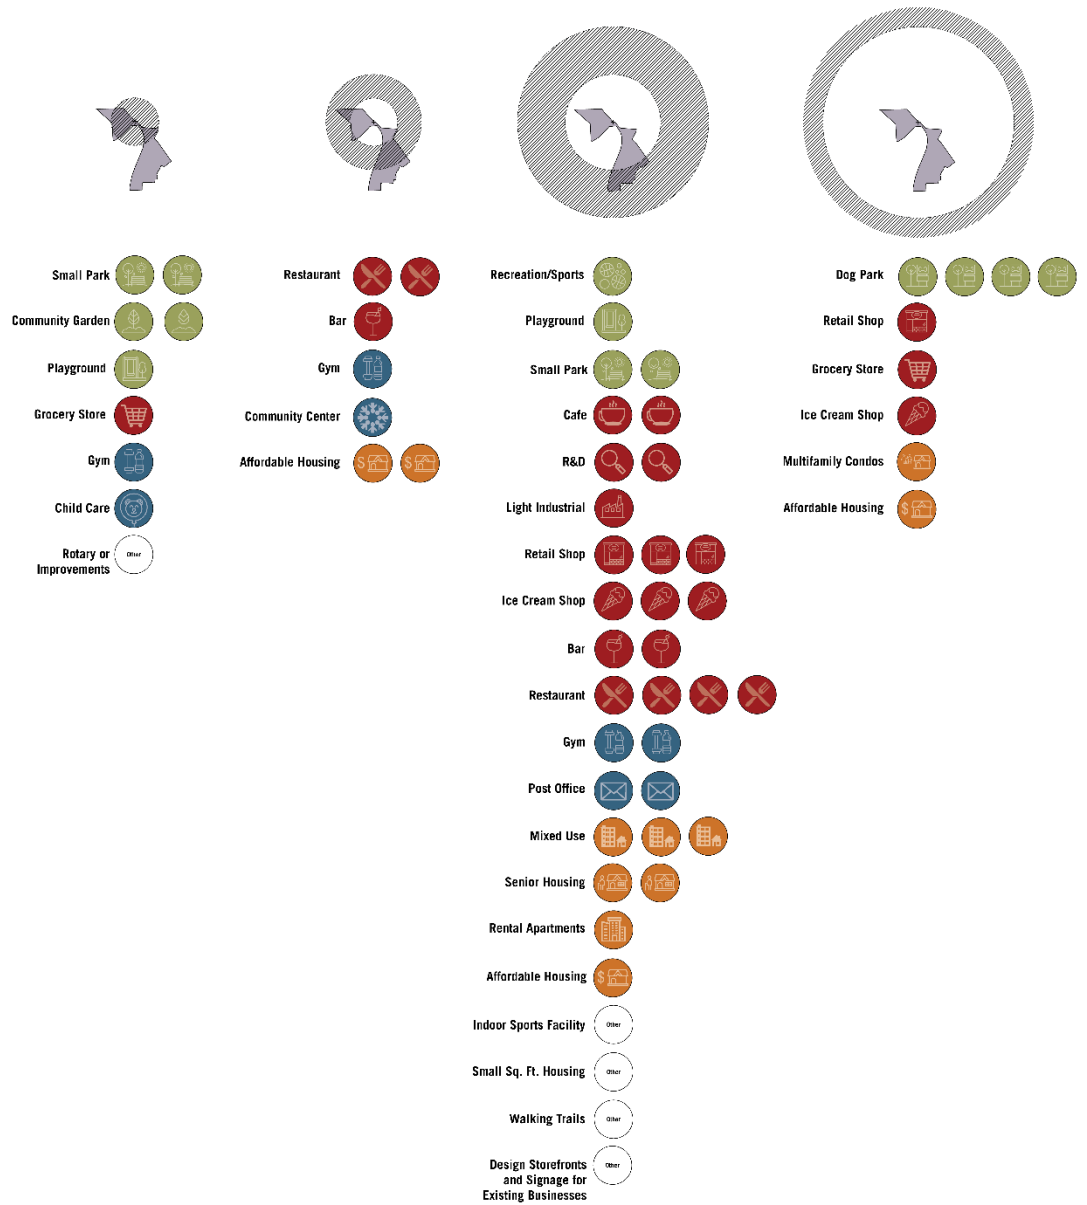 Small Park
Community Garden
Playground
Grocery Store
Gym
Child Care
Rotary or
Improvements
Other
Restaurant
Bar
Gym
Community Center
Affordable Housing
$
$
Recreation/Sports
Playground
Small Park
Cafe
R&D
Light Industrial
Retail Shop
Ice Cream Shop
Bar
Restaurant
Gym
Post Office
Mixed Use
Senior Housing
Rental Apartments
Affordable Housing
$
Indoor Sports Facility
Other
Small Sq. Ft. Housing
Other
Walking Trails
Other
Design Storefronts
and Signage for
Existing Businesses
Other
Dog Park
Retail Shop
Grocery Store
Ice Cream Shop
Multifamily Condos
Affordable Housing
$